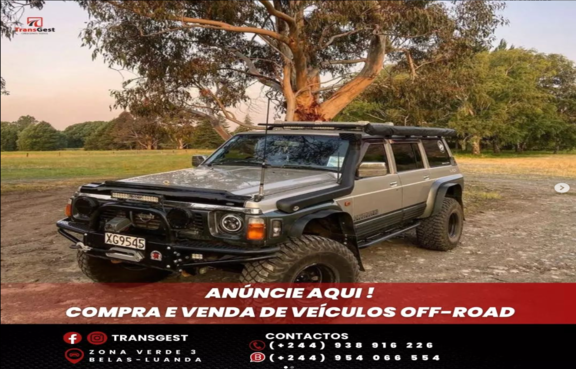 TransGest
XG9545
ANÚNCIE AQUI !
COMPRA E VENDA DE VEÍCULOS OFF-ROAD
TRANSGEST
ZONA VERDE 3
BELAS-LUANDA
CONTACTOS
(+244) 938 916 226
(+244) 954 066 554